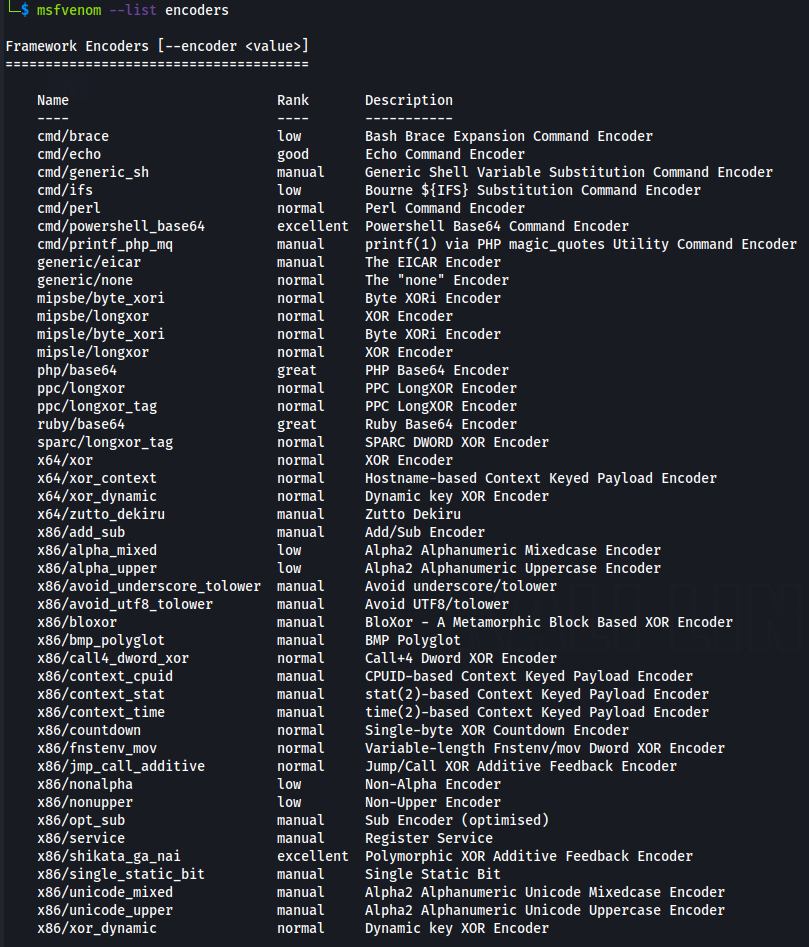 └─$ msfvenom --list encoders
Framework Encoders [--encoder <value>]
======================================
Name Rank Description
---- ---- -----------
cmd/brace low Bash Brace Expansion Command Encoder
cmd/echo good Echo Command Encoder
cmd/generic_sh manual Generic Shell Variable Substitution Command Encoder
cmd/ifs low Bourne ${IFS} Substitution Command Encoder
cmd/perl normal Perl Command Encoder
cmd/powershell_base64 excellent Powershell Base64 Command Encoder
cmd/printf_php_mq manual printf(1) via PHP magic_quotes Utility Command Encoder
generic/eicar manual The EICAR Encoder
generic/none normal The "none" Encoder
mipsbe/byte_xori normal Byte XORi Encoder
mipsbe/longxor normal XOR Encoder
mipsle/byte_xori normal Byte XORi Encoder
mipsle/longxor normal XOR Encoder
php/base64 great PHP Base64 Encoder
ppc/longxor normal PPC LongXOR Encoder
ppc/longxor_tag normal PPC LongXOR Encoder
ruby/base64 great Ruby Base64 Encoder
sparc/longxor_tag normal SPARC DWORD XOR Encoder
x64/xor normal XOR Encoder
x64/xor_context normal Hostname-based Context Keyed Payload Encoder
x64/xor_dynamic normal Dynamic key XOR Encoder
x64/zutto_dekiru manual Zutto Dekiru
x86/add_sub manual Add/Sub Encoder
x86/alpha_mixed low Alpha2 Alphanumeric Mixedcase Encoder
x86/alpha_upper low Alpha2 Alphanumeric Uppercase Encoder
x86/avoid_underscore_tolower manual Avoid underscore/tolower
x86/avoid_utf8_tolower manual Avoid UTF8/tolower
x86/bloxor manual BloXor - A Metamorphic Block Based XOR Encoder
x86/bmp_polyglot manual BMP Polyglot
x86/call4_dword_xor normal Call+4 Dword XOR Encoder
x86/context_cpuid manual CPUID-based Context Keyed Payload Encoder
x86/context_stat manual stat(2)-based Context Keyed Payload Encoder
x86/context_time manual time(2)-based Context Keyed Payload Encoder
x86/countdown normal Single-byte XOR Countdown Encoder
x86/fnstenv_mov normal Variable-length Fnstenv/mov Dword XOR Encoder
x86/jmp_call_additive normal Jump/Call XOR Additive Feedback Encoder
x86/nonalpha low Non-Alpha Encoder
x86/nonupper low Non-Upper Encoder
x86/opt_sub manual Sub Encoder (optimised)
x86/service manual Register Service
x86/shikata_ga_nai excellent Polymorphic XOR Additive Feedback Encoder
x86/single_static_bit manual Single Static Bit
x86/unicode_mixed manual Alpha2 Alphanumeric Unicode Mixedcase Encoder
x86/unicode_upper manual Alpha2 Alphanumeric Unicode Uppercase Encoder
x86/xor_dynamic normal Dynamic key XOR Encoder